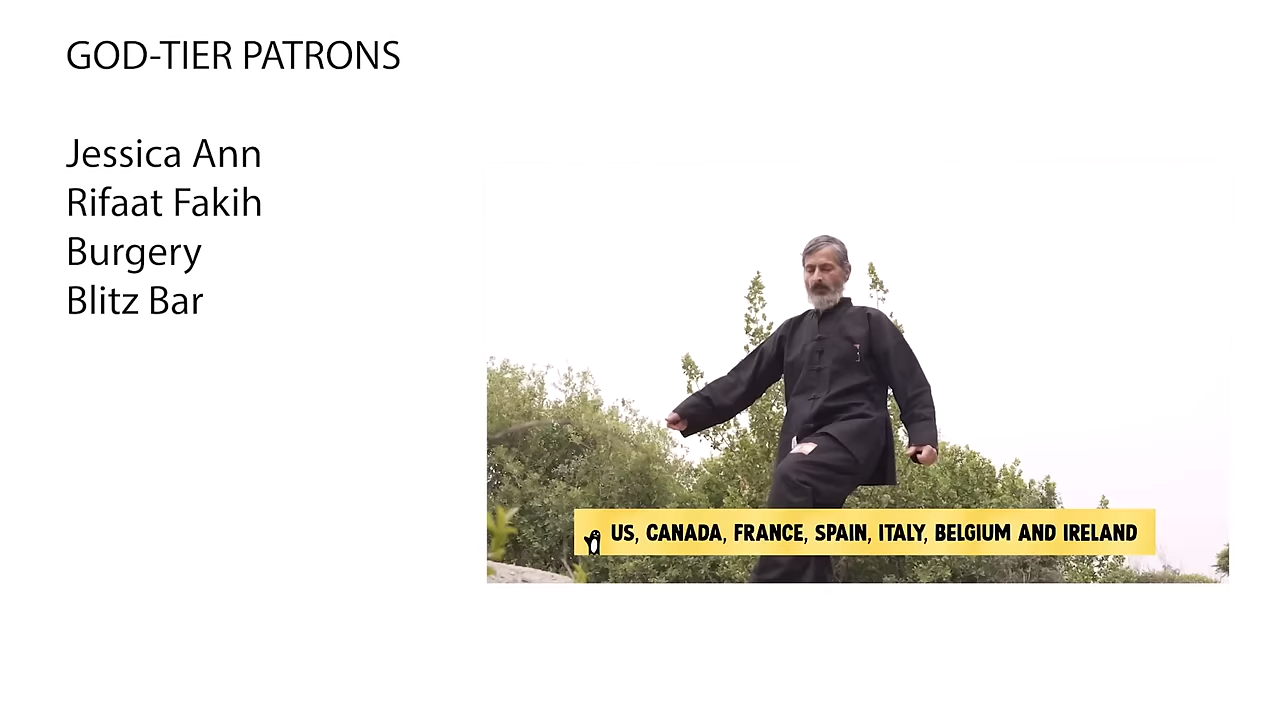 GOD-TIER PATRONS
Jessica Ann
Rifaat Fakih
Burgery
Blitz Bar
US, CANADA, FRANCE, SPAIN, ITALY, BELGIUM AND IRELAND